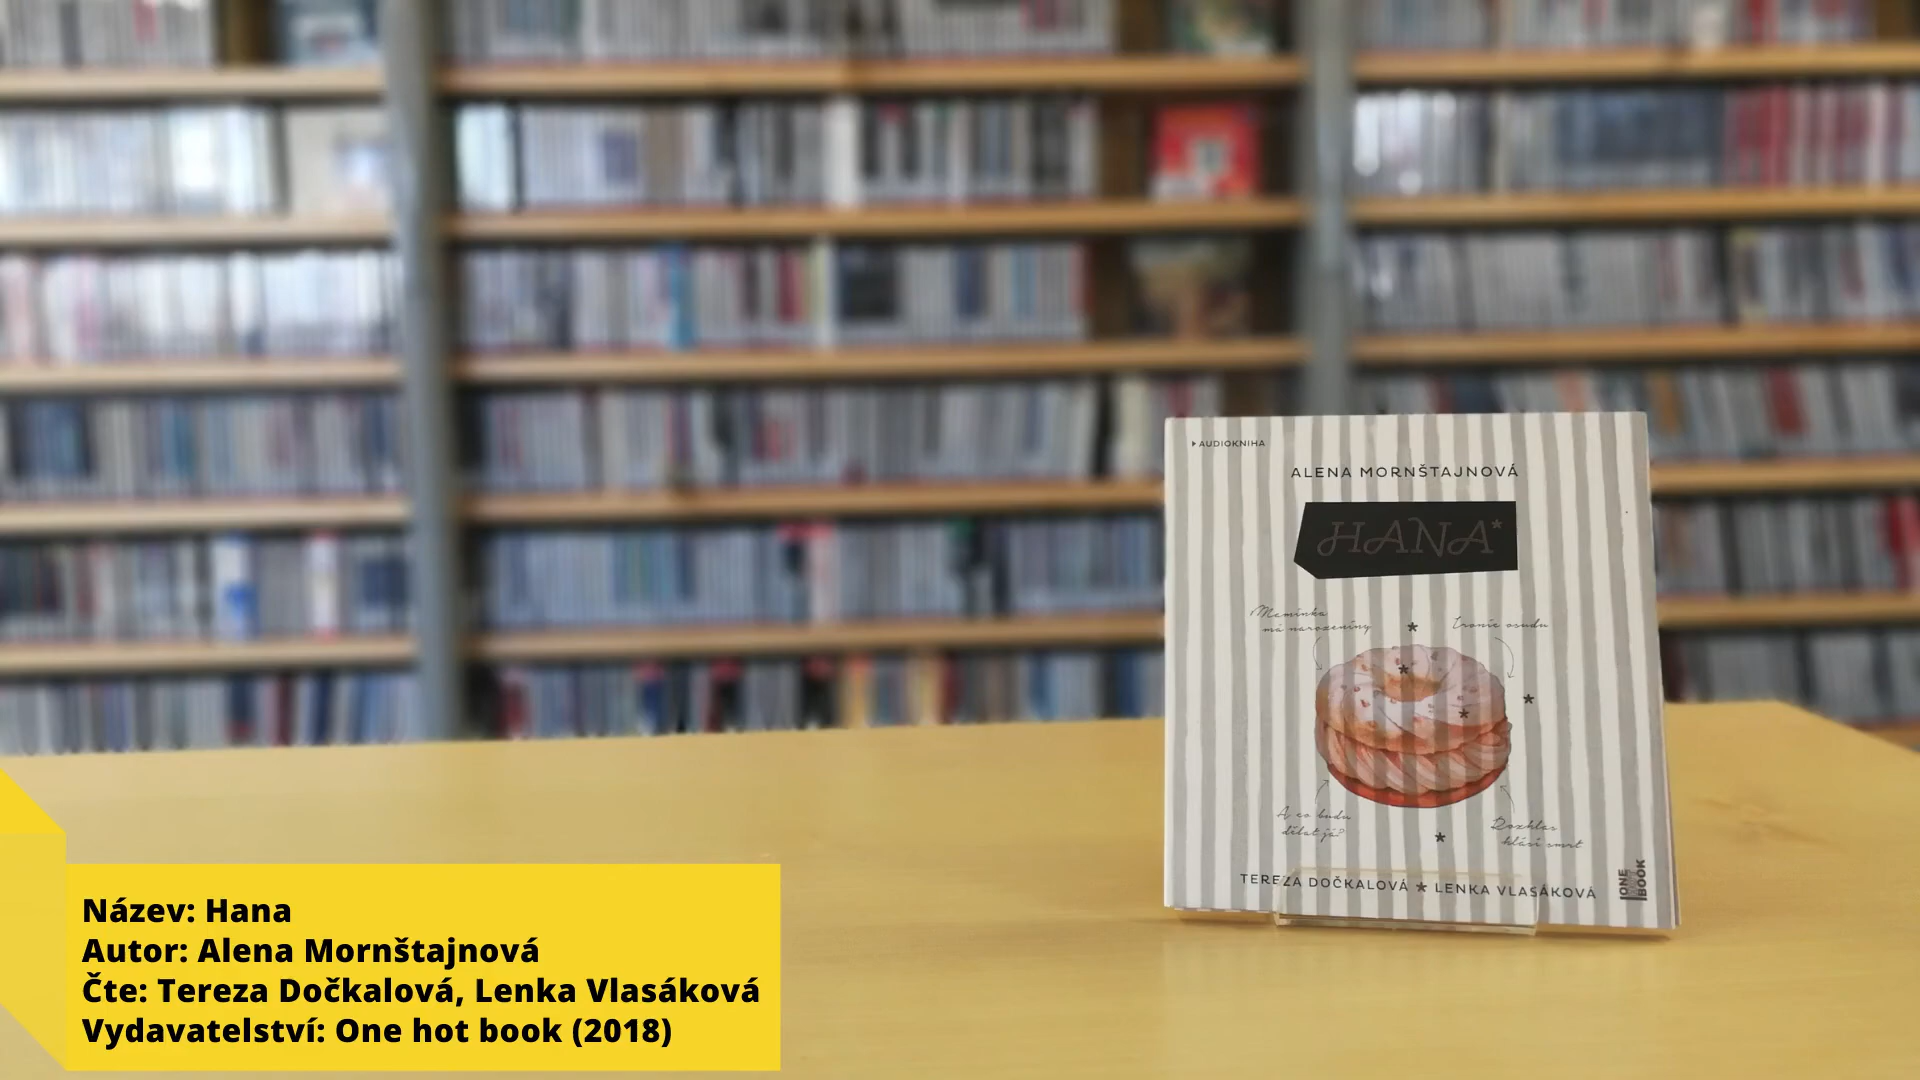 AUDIOKNIHA
ALENA MORNŠTAJNOVÁ
HANA*
Maminka
má narozeniny
Ironie osudu
A co budu
dělat já?
Rozhlas
hlásí smrt
TEREZA DOČKALOVÁ * LENKA VLASÁKOVÁ
ONE
HOT
BOOK
Název: Hana
Autor: Alena Mornštajnová
Čte: Tereza Dočkalová, Lenka Vlasáková
Vydavatelství: One hot book (2018)